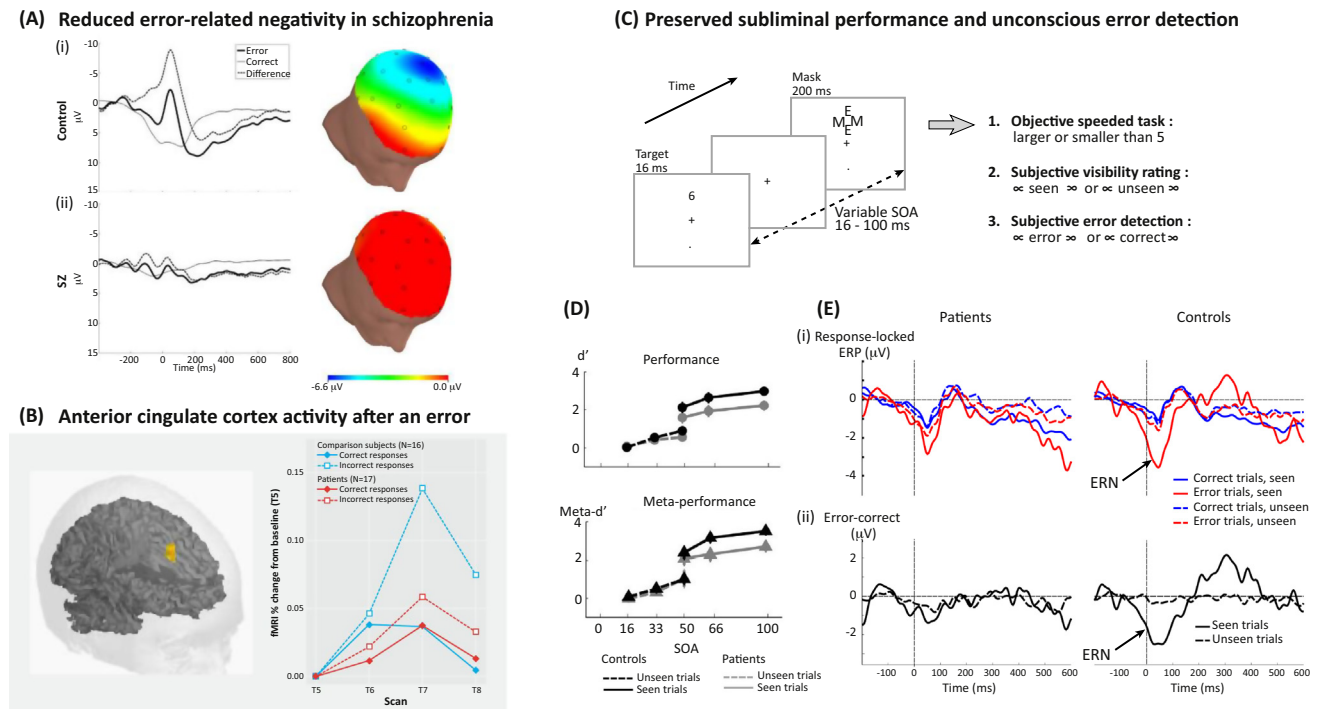 (A) Reduced error-related negativity in schizophrenia
(i)
-10
-5
0
5
10
15
µV
Control
Error
Correct
Difference
(ii)
-10
-5
0
5
10
15
µV
SZ
-200 0 200 400 600 800
Time (ms)
-6.6 µV 0.0 µV
(B) Anterior cingulate cortex activity after an error
Comparison subjects (N=16)
Correct responses
Incorrect responses
Patients (N=17)
Correct responses
Incorrect responses
fMRI % change from baseline (T5)
0.15
0.10
0.05
0.00
T5 T6 T7 T8
Scan
(C) Preserved subliminal performance and unconscious error detection
Time
Mask
200 ms
E
M E M
E
+
.
Target
16 ms
6
+
.
+
Variable SOA
16 - 100 ms
1. Objective speeded task :
larger or smaller than 5
2. Subjective visibility rating :
∝ seen ∝ or ∝ unseen ∝
3. Subjective error detection :
∝ error ∝ or ∝ correct ∝
(D)
d’ Performance
4
2
0
Meta-d’ Meta-performance
4
2
0
0 16 33 50 66 100
SOA
Controls
Unseen trials
Seen trials
Patients
Unseen trials
Seen trials
(E)
Patients Controls
(i) Response-locked
ERP (µV)
0
-2
-4
ERN
Correct trials, seen
Error trials, seen
Correct trials, unseen
Error trials, unseen
(ii) Error-correct
(µV)
2
0
-2
ERN
Seen trials
Unseen trials
-100 0 100 200 300 400 500 600
Time (ms)
-100 0 100 200 300 400 500 600
Time (ms)